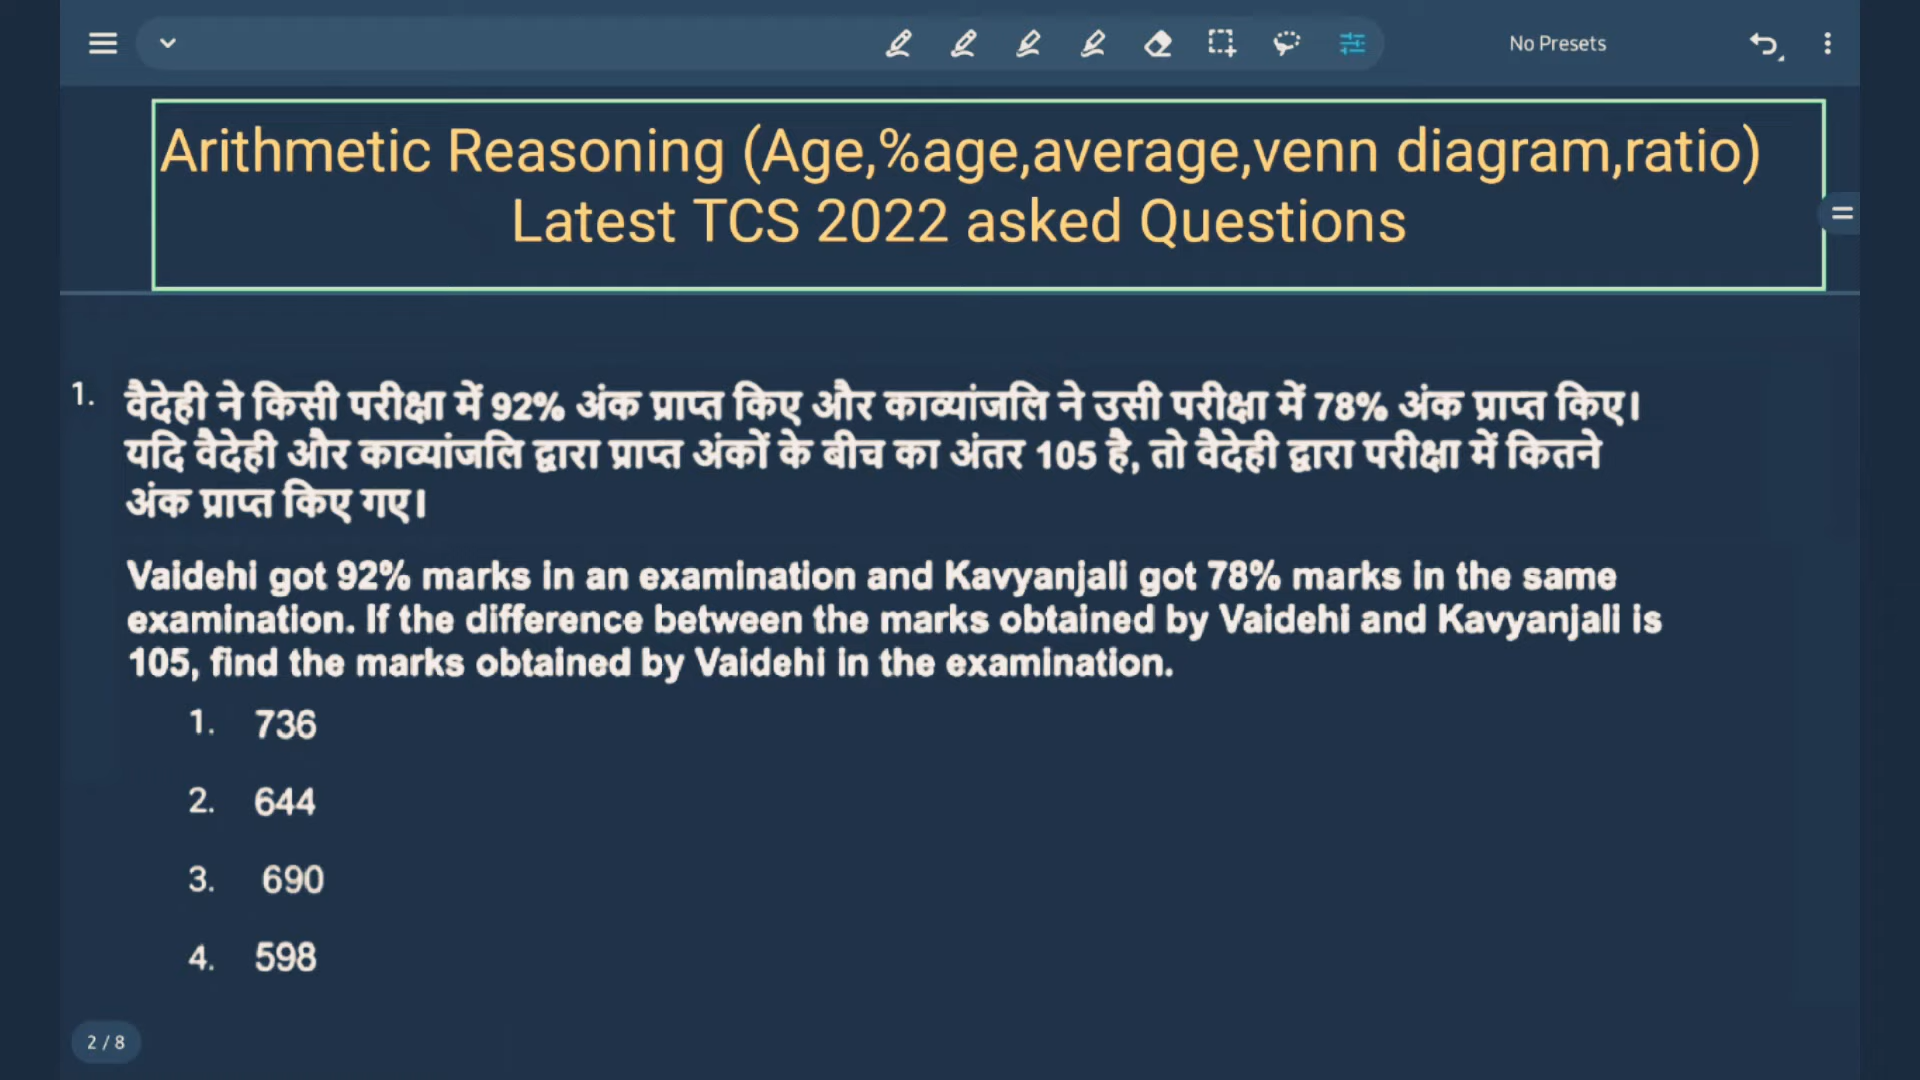 No Presets
Arithmetic Reasoning (Age,%age,average,venn diagram,ratio)
Latest TCS 2022 asked Questions
1. वैदेही ने किसी परीक्षा में 92% अंक प्राप्त किए और काव्यांजलि ने उसी परीक्षा में 78% अंक प्राप्त किए।
यदि वैदेही और काव्यांजलि द्वारा प्राप्त अंकों के बीच का अंतर 105 है, तो वैदेही द्वारा परीक्षा में कितने
अंक प्राप्त किए गए।
Vaidehi got 92% marks in an examination and Kavyanjali got 78% marks in the same
examination. If the difference between the marks obtained by Vaidehi and Kavyanjali is
105, find the marks obtained by Vaidehi in the examination.
1. 736
2. 644
3. 690
4. 598
2 / 8